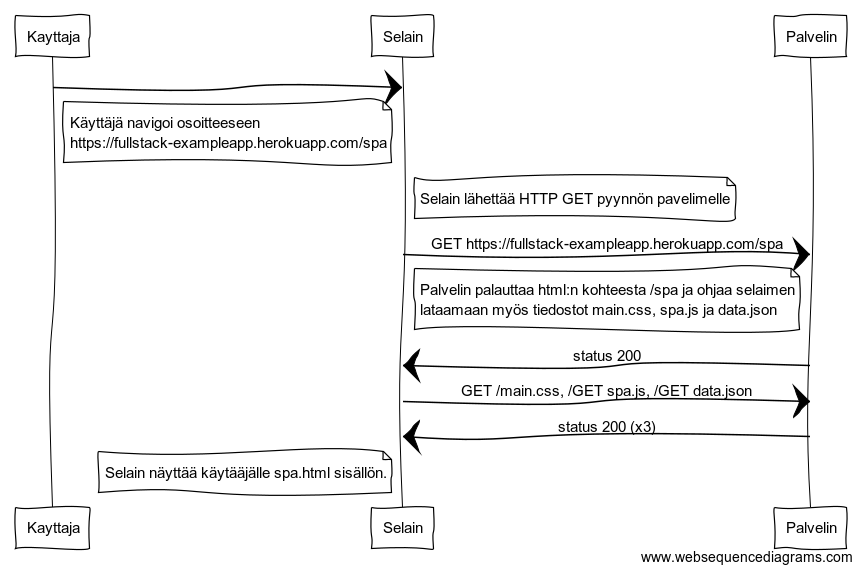 Kayttaja
Selain
Palvelin
Käyttäjä navigoi osoitteeseen
https://fullstack-exampleapp.herokuapp.com/spa
Selain lähettää HTTP GET pyynnön pavelimelle
GET https://fullstack-exampleapp.herokuapp.com/spa
Palvelin palauttaa html:n kohteesta /spa ja ohjaa selaimen
lataamaan myös tiedostot main.css, spa.js ja data.json
status 200
GET /main.css, /GET spa.js, /GET data.json
status 200 (x3)
Selain näyttää käytääjälle spa.html sisällön.
Kayttaja
Selain
Palvelin
www.websequencediagrams.com